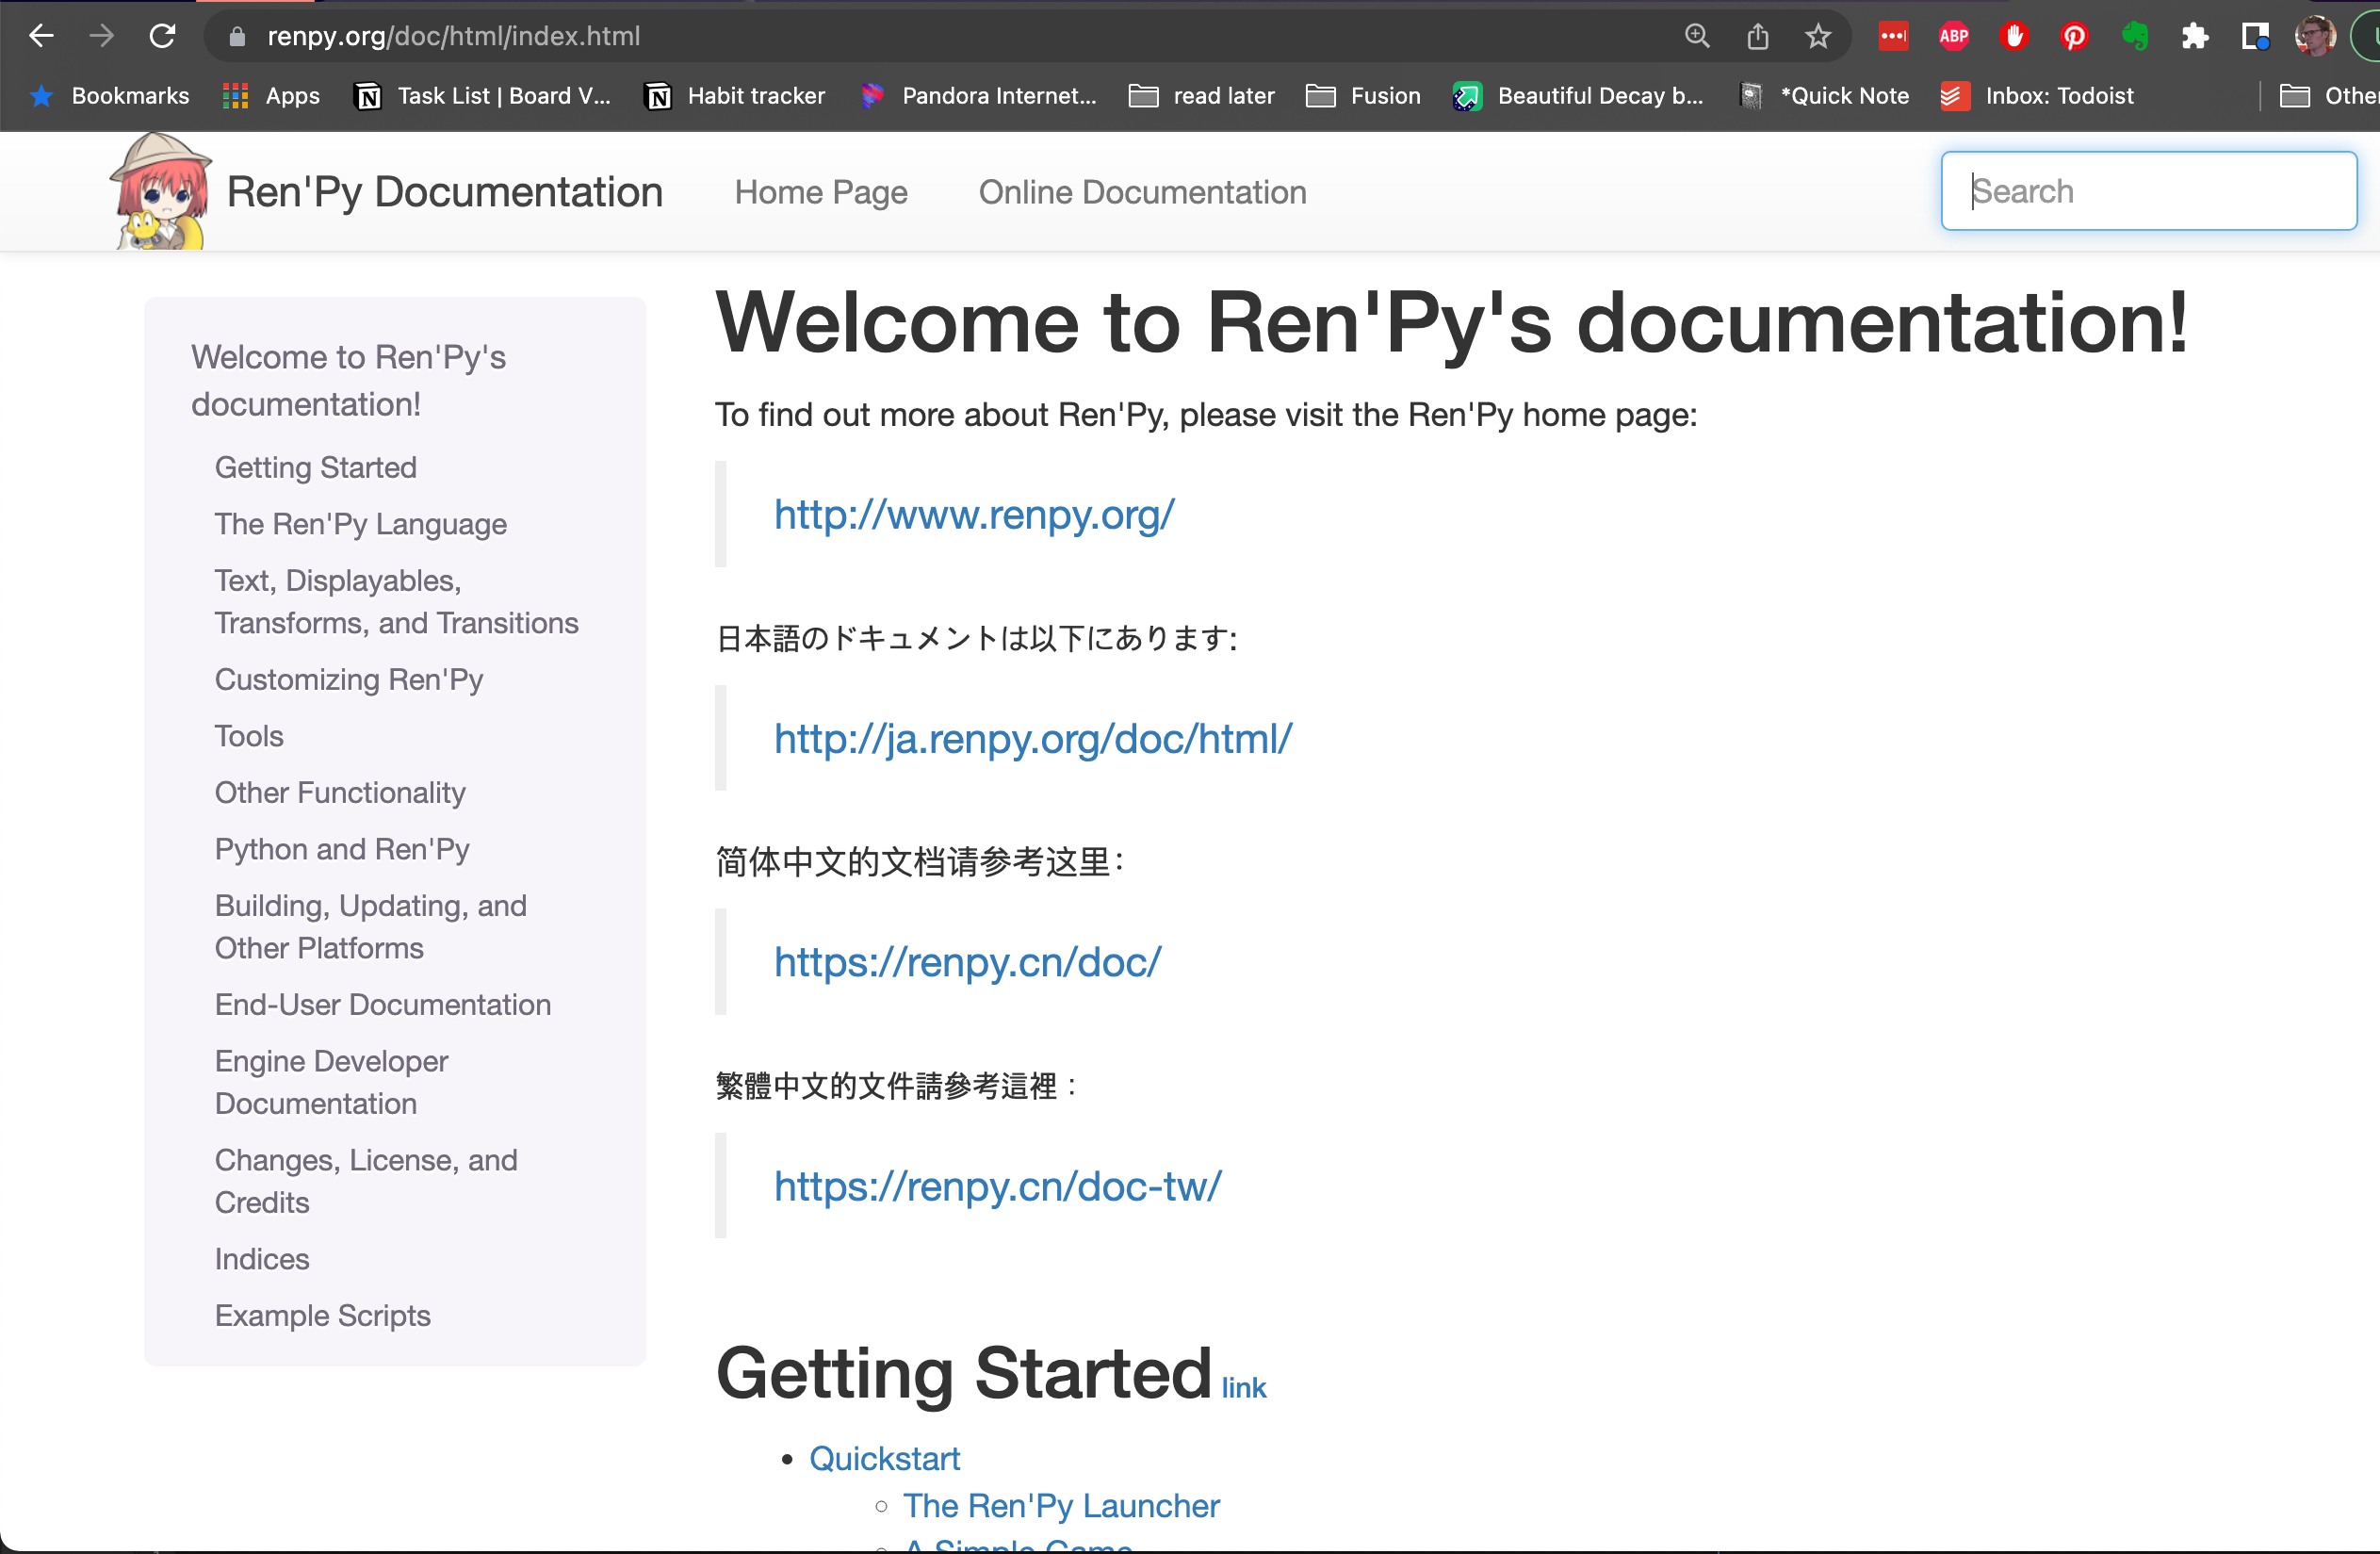 renpy.org/doc/html/index.html
ABP
Bookmarks
Apps
Task List | Board V...
Habit tracker
Pandora Internet...
read later
Fusion
Beautiful Decay b...
*Quick Note
Inbox: Todoist
Other
Ren'Py Documentation
Home Page
Online Documentation
Search
Welcome to Ren'Py's
documentation!
Getting Started
The Ren'Py Language
Text, Displayables,
Transforms, and Transitions
Customizing Ren'Py
Tools
Other Functionality
Python and Ren'Py
Building, Updating, and
Other Platforms
End-User Documentation
Engine Developer
Documentation
Changes, License, and
Credits
Indices
Example Scripts
Welcome to Ren'Py's documentation!
To find out more about Ren'Py, please visit the Ren'Py home page:
http://www.renpy.org/
日本語のドキュメントは以下にあります:
http://ja.renpy.org/doc/html/
简体中文的文档请参考这里：
https://renpy.cn/doc/
繁體中文的文件請參考這裡：
https://renpy.cn/doc-tw/
Getting Started link
Quickstart
The Ren'Py Launcher
A Simple Game